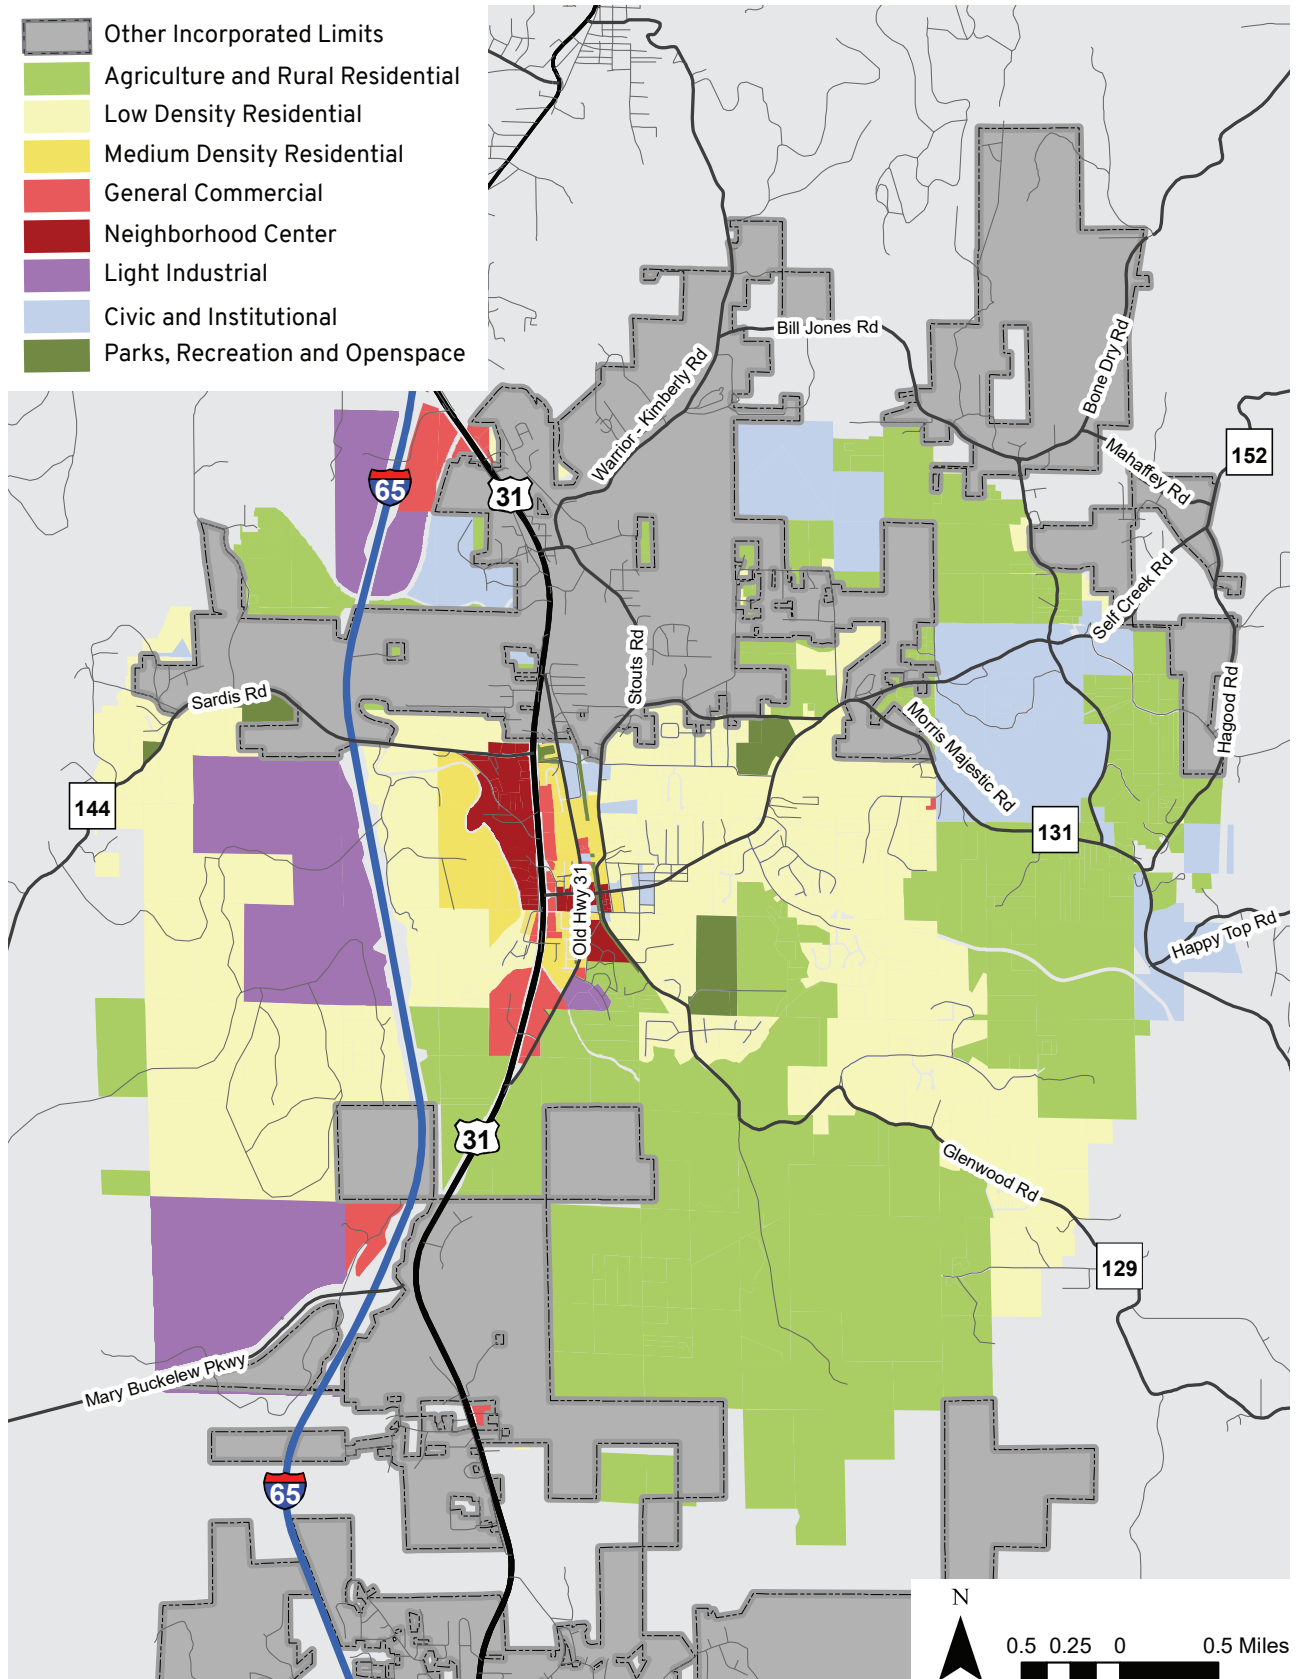 Other Incorporated Limits
Agriculture and Rural Residential
Low Density Residential
Medium Density Residential
General Commercial
Neighborhood Center
Light Industrial
Civic and Institutional
Parks, Recreation and Openspace
Bill Jones Rd
Bone Dry Rd
Warrior - Kimberly Rd
152
Mahaffey Rd
65
31
Self Creek Rd
Stouts Rd
Sardis Rd
Hagood Rd
Morris Majestic Rd
144
131
Old Hwy 31
Happy Top Rd
31
Glenwood Rd
129
Mary Buckelew Pkwy
65
N
0.5 0.25 0 0.5 Miles